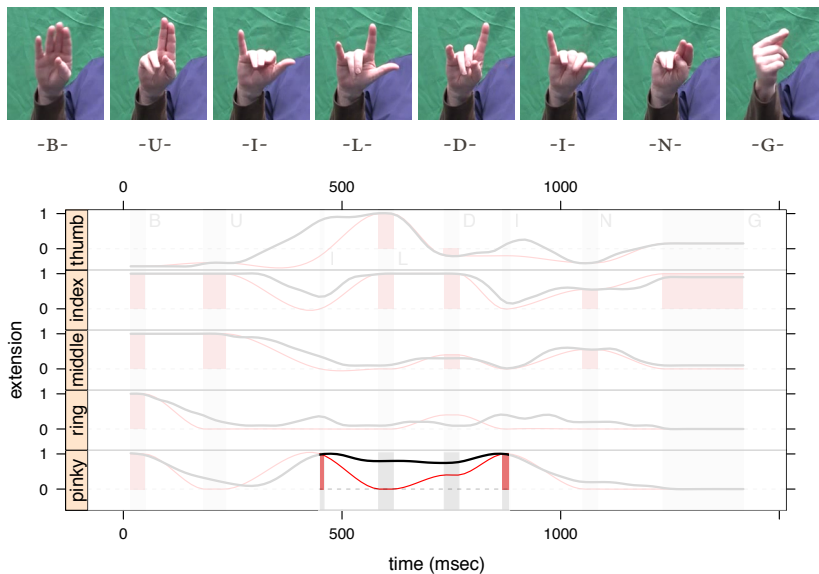 -B- -U- -I- -L- -D- -I- -N- -G-
0 500 1000
thumb 1 0 B U I L D I N G
index 1 0
middle 1 0
ring 1 0
pinky 1 0
extension
0 500 1000
time (msec)